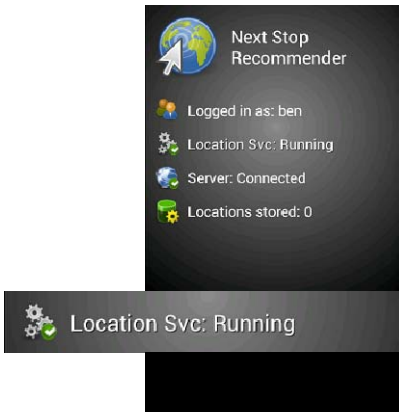 Next Stop
Recommender
Logged in as: ben
Location Svc: Running
Server: Connected
Locations stored: 0
Location Svc: Running